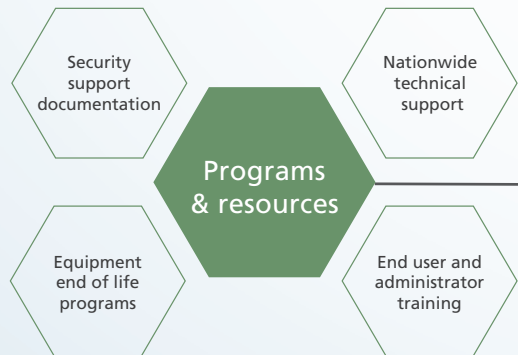 Security
support
documentation
Nationwide
technical
support
Programs
& resources
Equipment
end of life
programs
End user and
administrator
training